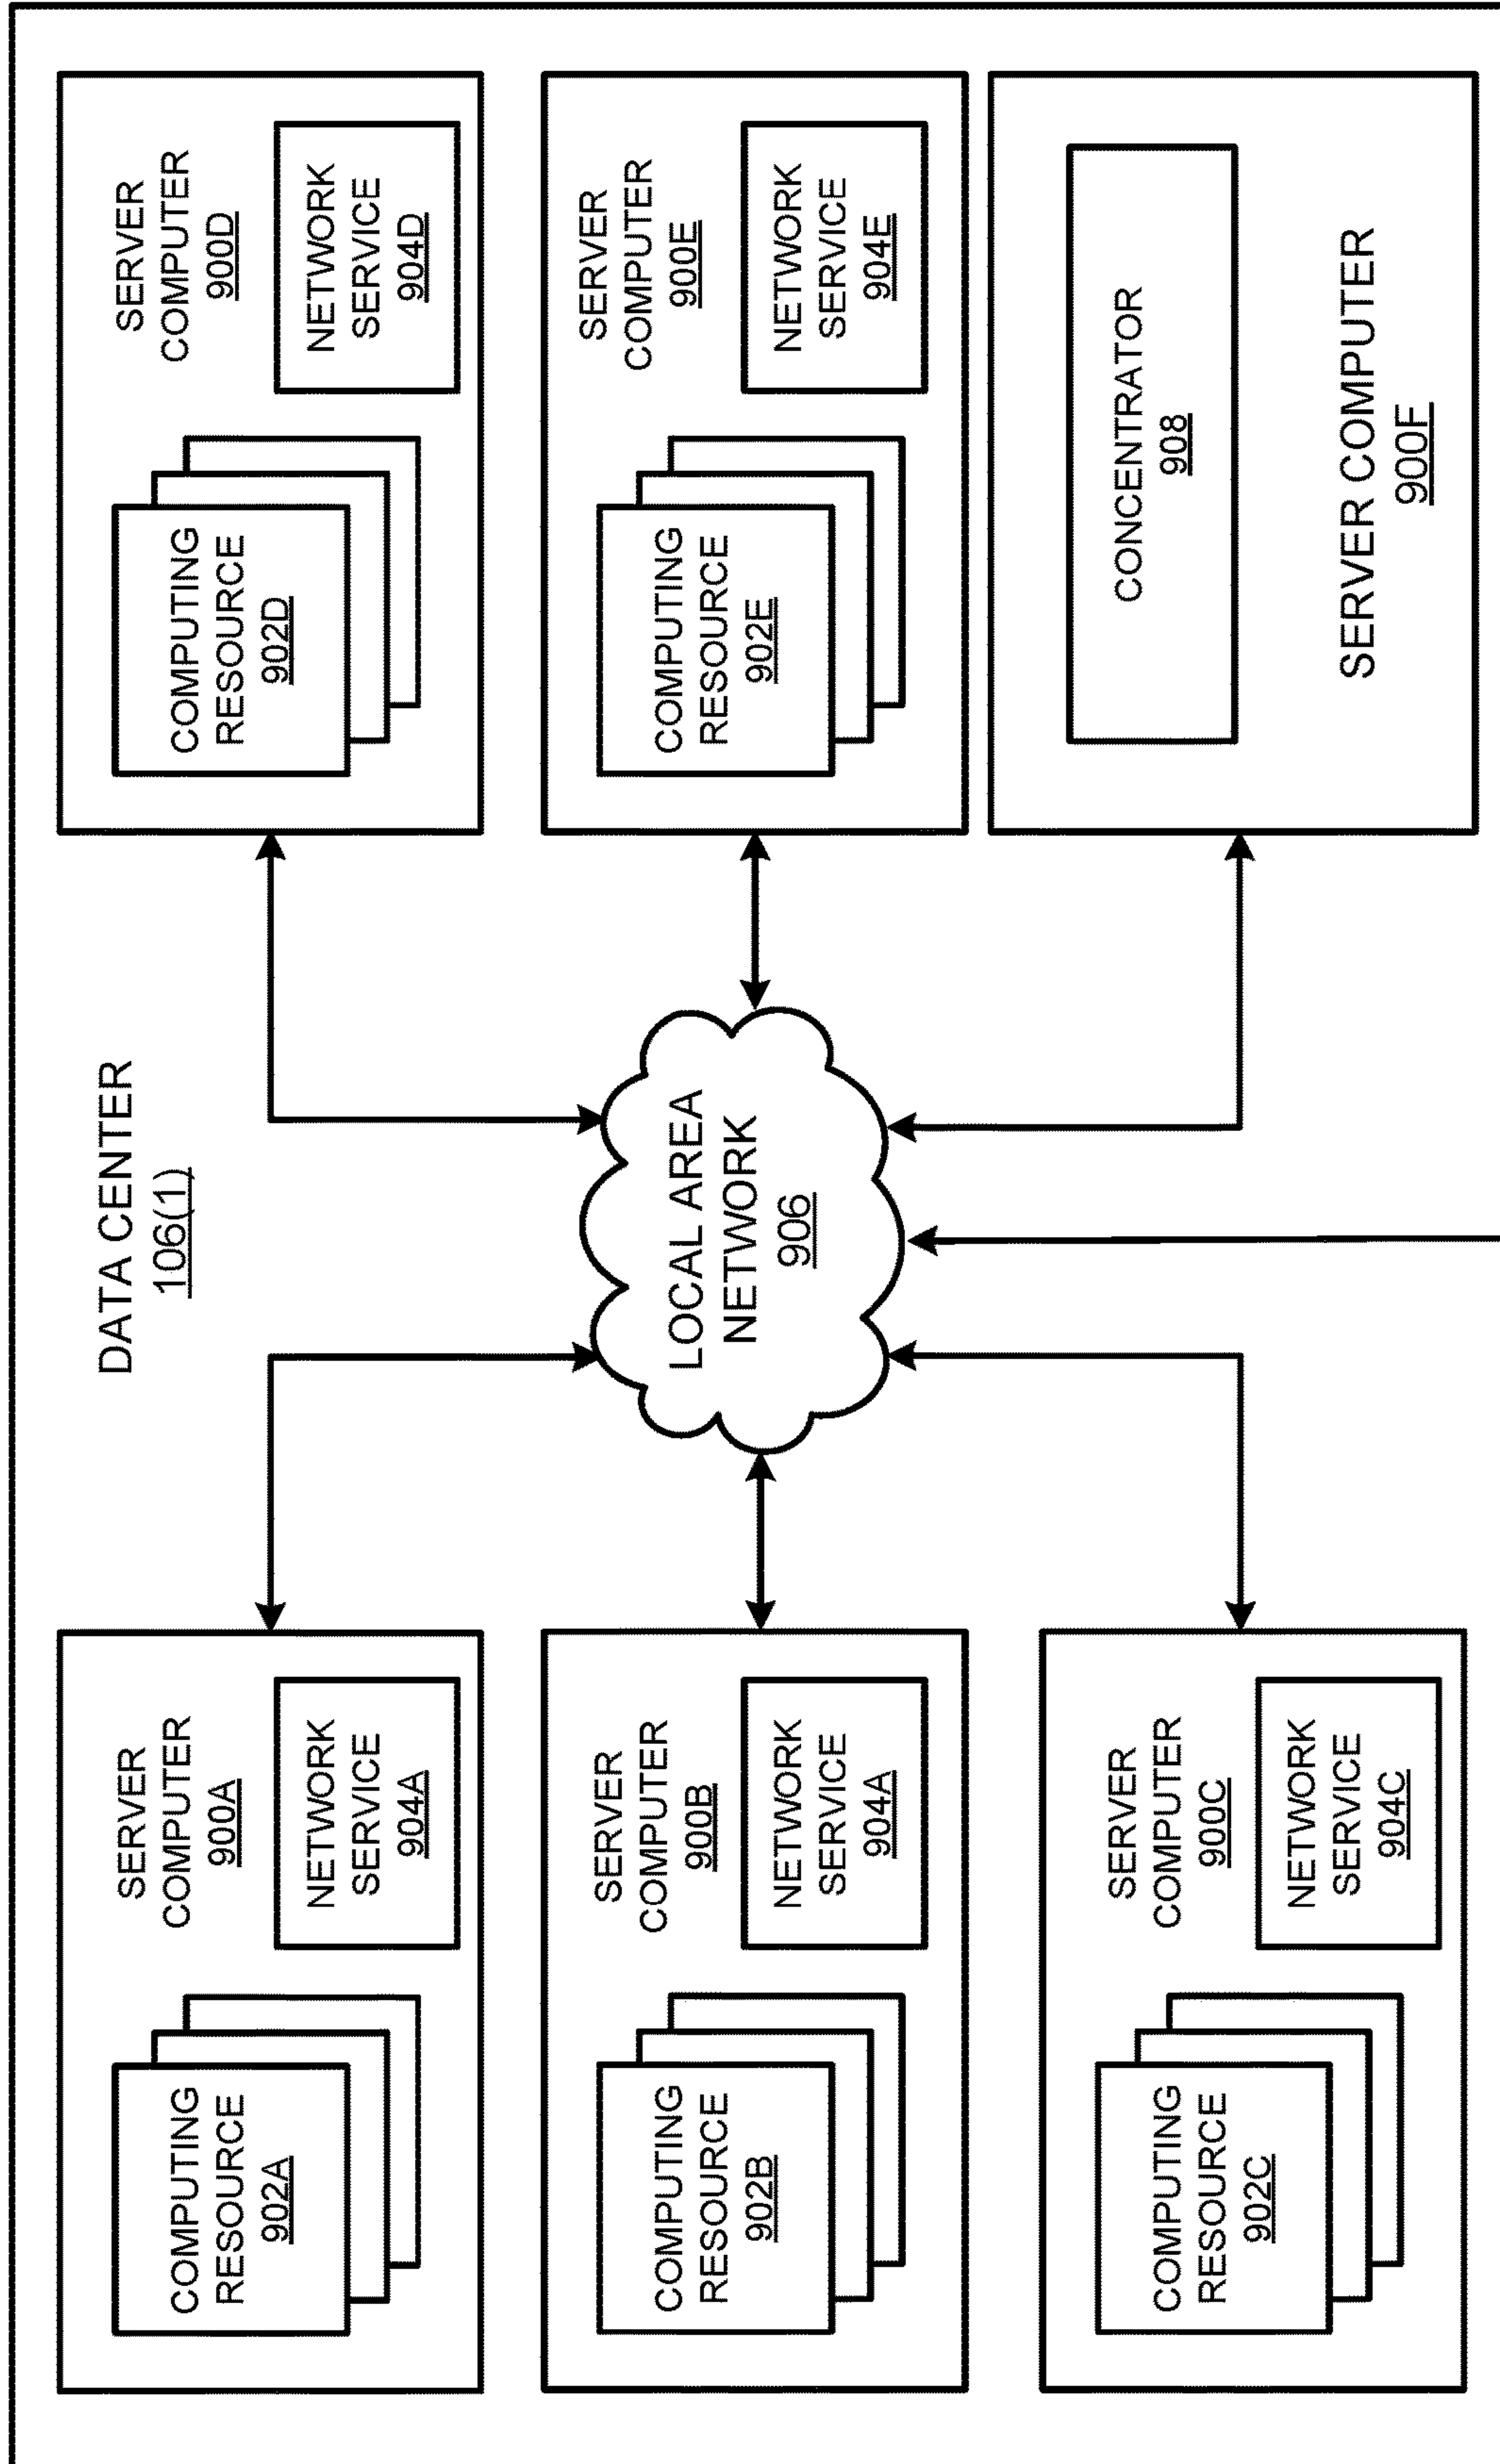 DATA CENTER
106(1)
SERVER
COMPUTER
900A
COMPUTING
RESOURCE
902A
NETWORK
SERVICE
904A
SERVER
COMPUTER
900B
COMPUTING
RESOURCE
902B
NETWORK
SERVICE
904A
SERVER
COMPUTER
900C
COMPUTING
RESOURCE
902C
NETWORK
SERVICE
904C
LOCAL AREA
NETWORK
906
SERVER
COMPUTER
900D
COMPUTING
RESOURCE
902D
NETWORK
SERVICE
904D
SERVER
COMPUTER
900E
COMPUTING
RESOURCE
902E
NETWORK
SERVICE
904E
CONCENTRATOR
908
SERVER COMPUTER
900F